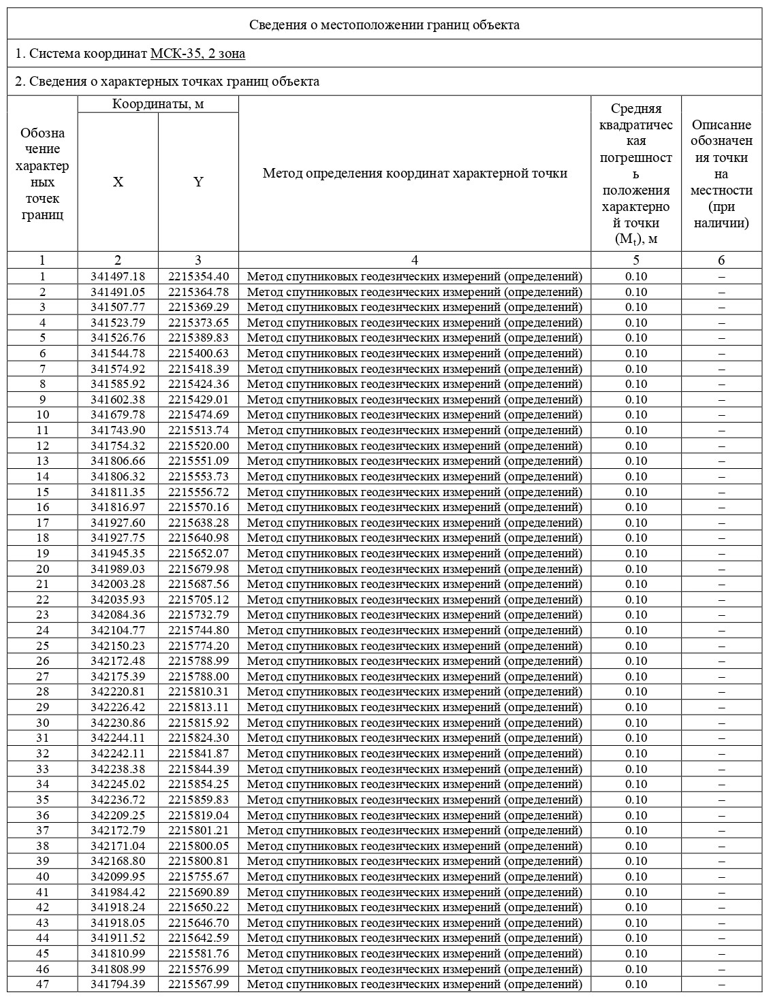 Сведения о местоположении границ объекта
1. Система координат МСК-35, 2 зона
2. Сведения о характерных точках границ объекта
Обозна
чение
характер
ных
точек
границ
Координаты, м
X
Y
Метод определения координат характерной точки
Средняя
квадратичес
кая
погрешност
ь
положения
характерно
й точки
(Mt), м
Описание
обозначен
ия точки
на
местности
(при
наличии)
1 2 3 4 5 6
1 341497.18 2215354.40 Метод спутниковых геодезических измерений (определений) 0.10 –
2 341491.05 2215364.78 Метод спутниковых геодезических измерений (определений) 0.10 –
3 341507.77 2215369.29 Метод спутниковых геодезических измерений (определений) 0.10 –
4 341523.79 2215373.65 Метод спутниковых геодезических измерений (определений) 0.10 –
5 341526.76 2215389.83 Метод спутниковых геодезических измерений (определений) 0.10 –
6 341544.78 2215400.63 Метод спутниковых геодезических измерений (определений) 0.10 –
7 341574.92 2215418.39 Метод спутниковых геодезических измерений (определений) 0.10 –
8 341585.92 2215424.36 Метод спутниковых геодезических измерений (определений) 0.10 –
9 341602.38 2215429.01 Метод спутниковых геодезических измерений (определений) 0.10 –
10 341679.78 2215474.69 Метод спутниковых геодезических измерений (определений) 0.10 –
11 341743.90 2215513.74 Метод спутниковых геодезических измерений (определений) 0.10 –
12 341754.32 2215520.00 Метод спутниковых геодезических измерений (определений) 0.10 –
13 341806.66 2215551.09 Метод спутниковых геодезических измерений (определений) 0.10 –
14 341806.32 2215553.73 Метод спутниковых геодезических измерений (определений) 0.10 –
15 341811.35 2215556.72 Метод спутниковых геодезических измерений (определений) 0.10 –
16 341816.97 2215570.16 Метод спутниковых геодезических измерений (определений) 0.10 –
17 341927.60 2215638.28 Метод спутниковых геодезических измерений (определений) 0.10 –
18 341927.75 2215640.98 Метод спутниковых геодезических измерений (определений) 0.10 –
19 341945.35 2215652.07 Метод спутниковых геодезических измерений (определений) 0.10 –
20 341989.03 2215679.98 Метод спутниковых геодезических измерений (определений) 0.10 –
21 342003.28 2215687.56 Метод спутниковых геодезических измерений (определений) 0.10 –
22 342035.93 2215705.12 Метод спутниковых геодезических измерений (определений) 0.10 –
23 342084.36 2215732.79 Метод спутниковых геодезических измерений (определений) 0.10 –
24 342104.77 2215744.80 Метод спутниковых геодезических измерений (определений) 0.10 –
25 342150.23 2215774.20 Метод спутниковых геодезических измерений (определений) 0.10 –
26 342172.48 2215788.99 Метод спутниковых геодезических измерений (определений) 0.10 –
27 342175.39 2215788.00 Метод спутниковых геодезических измерений (определений) 0.10 –
28 342220.81 2215810.31 Метод спутниковых геодезических измерений (определений) 0.10 –
29 342226.42 2215813.11 Метод спутниковых геодезических измерений (определений) 0.10 –
30 342230.86 2215815.92 Метод спутниковых геодезических измерений (определений) 0.10 –
31 342244.11 2215824.30 Метод спутниковых геодезических измерений (определений) 0.10 –
32 342242.11 2215841.87 Метод спутниковых геодезических измерений (определений) 0.10 –
33 342238.38 2215844.39 Метод спутниковых геодезических измерений (определений) 0.10 –
34 342245.02 2215854.25 Метод спутниковых геодезических измерений (определений) 0.10 –
35 342236.72 2215859.83 Метод спутниковых геодезических измерений (определений) 0.10 –
36 342209.25 2215819.04 Метод спутниковых геодезических измерений (определений) 0.10 –
37 342172.79 2215801.21 Метод спутниковых геодезических измерений (определений) 0.10 –
38 342171.04 2215800.05 Метод спутниковых геодезических измерений (определений) 0.10 –
39 342168.80 2215800.81 Метод спутниковых геодезических измерений (определений) 0.10 –
40 342099.95 2215755.67 Метод спутниковых геодезических измерений (определений) 0.10 –
41 341984.42 2215690.89 Метод спутниковых геодезических измерений (определений) 0.10 –
42 341918.24 2215650.22 Метод спутниковых геодезических измерений (определений) 0.10 –
43 341918.05 2215646.70 Метод спутниковых геодезических измерений (определений) 0.10 –
44 341911.52 2215642.59 Метод спутниковых геодезических измерений (определений) 0.10 –
45 341810.99 2215581.76 Метод спутниковых геодезических измерений (определений) 0.10 –
46 341808.99 2215576.99 Метод спутниковых геодезических измерений (определений) 0.10 –
47 341794.39 2215567.99 Метод спутниковых геодезических измерений (определений) 0.10 –